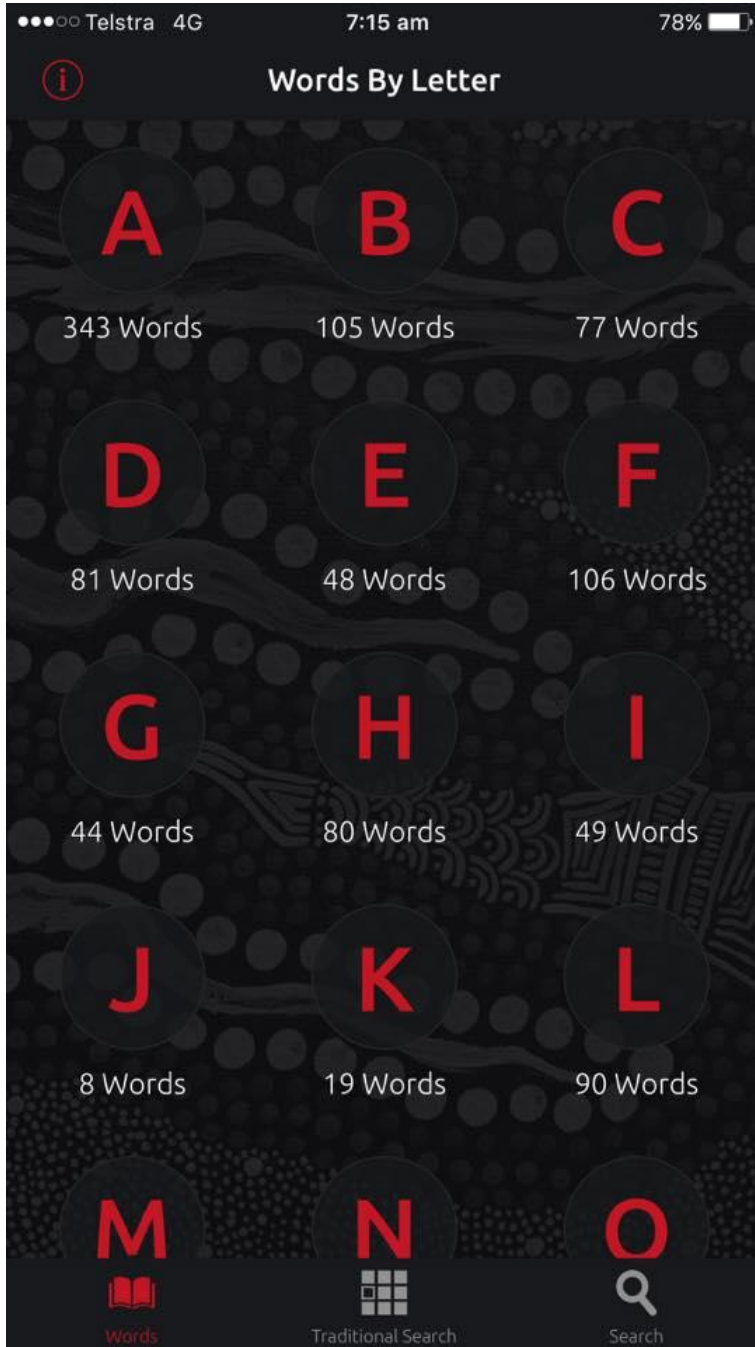 Telstra 4G 7:15 am 78%
i Words By Letter
A B C
343 Words 105 Words 77 Words
D E F
81 Words 48 Words 106 Words
G H I
44 Words 80 Words 49 Words
J K L
8 Words 19 Words 90 Words
M N O
Words Traditional Search Search